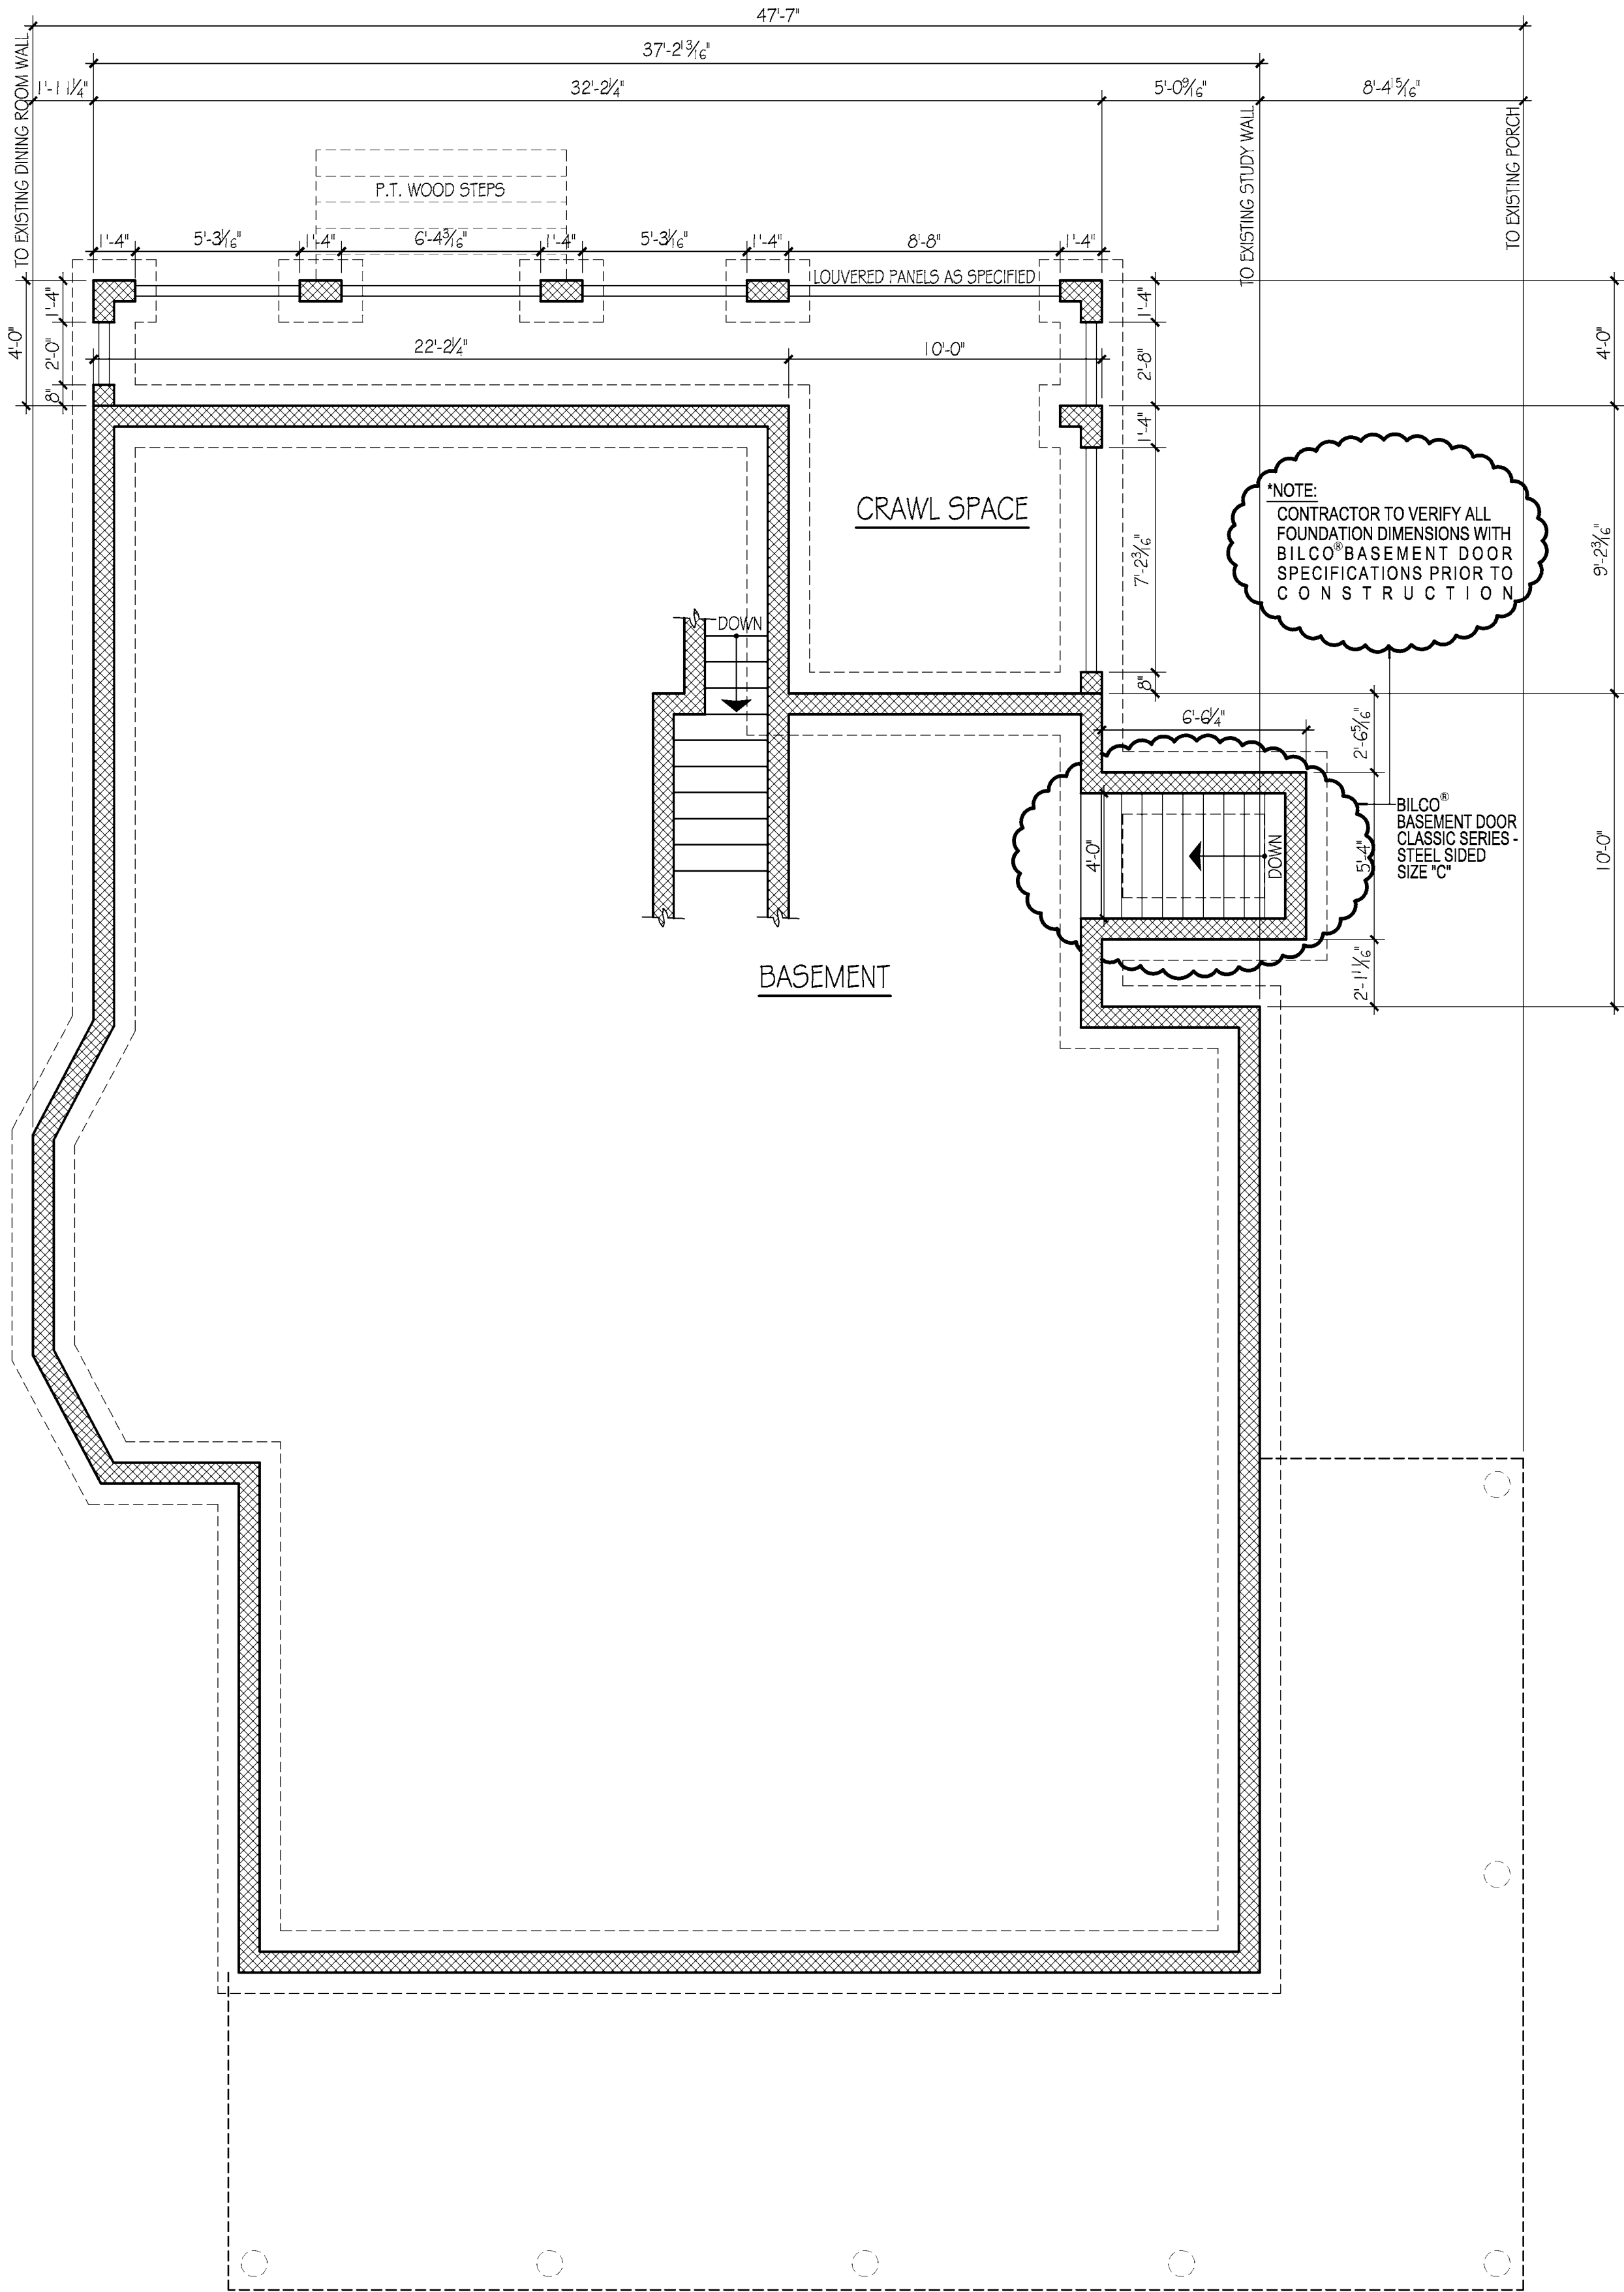 47'-7"
37'-2 13/16"
1'-11 1/4"
32'-2 1/4"
5'-0 9/16"
8'-4 15/16"
TO EXISTING DINING ROOM WALL
TO EXISTING STUDY WALL
TO EXISTING PORCH
P.T. WOOD STEPS
1'-4"
5'-3 1/16"
1'-4"
6'-4 3/16"
1'-4"
5'-3 1/16"
1'-4"
8'-8"
1'-4"
LOUVERED PANELS AS SPECIFIED
4'-0"
1'-4"
2'-0"
8"
22'-2 1/4"
10'-0"
1'-4"
2'-8"
1'-4"
7'-2 3/16"
8"
4'-0"
9'-2 3/16"
10'-0"
CRAWL SPACE
*NOTE:
CONTRACTOR TO VERIFY ALL
FOUNDATION DIMENSIONS WITH
BILCO® BASEMENT DOOR
SPECIFICATIONS PRIOR TO
CONSTRUCTION
DOWN
6'-6 1/4"
2'-6 5/16"
5'-4"
2'-11 1/16"
4'-0"
DOWN
BILCO®
BASEMENT DOOR
CLASSIC SERIES -
STEEL SIDED
SIZE "C"
BASEMENT